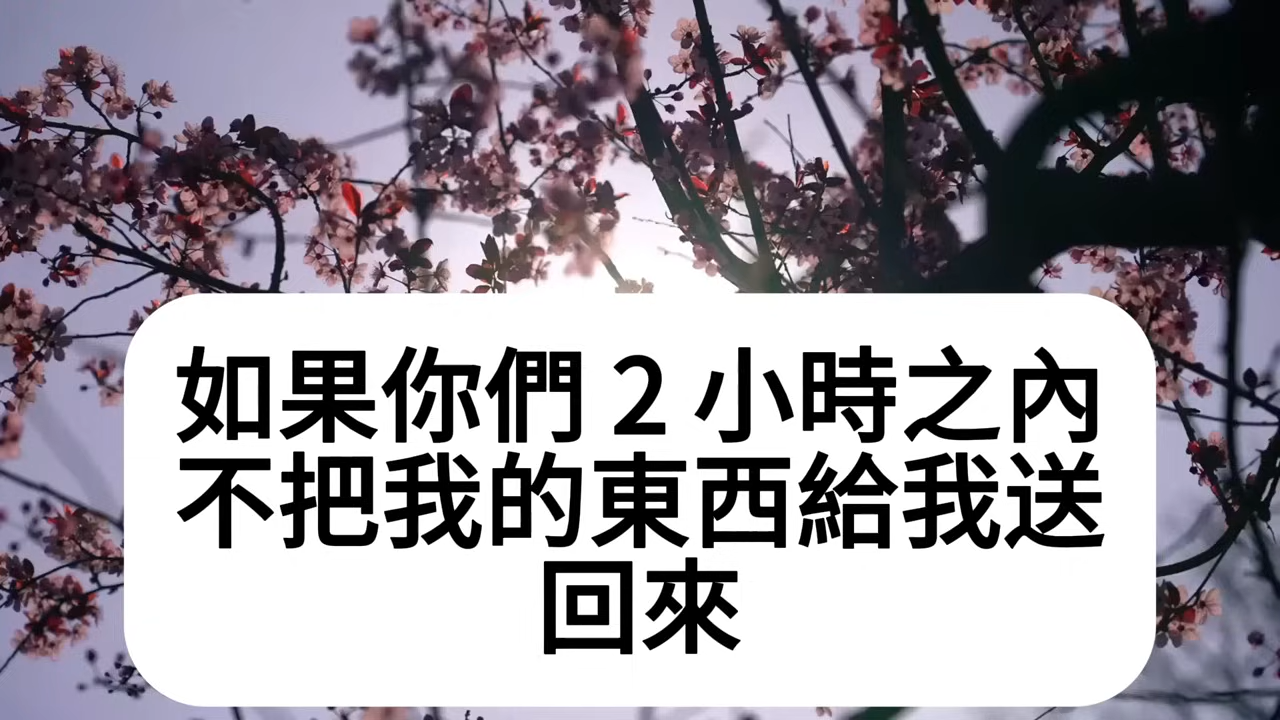 如果你們 2 小時之內
不把我的東西給我送
回來